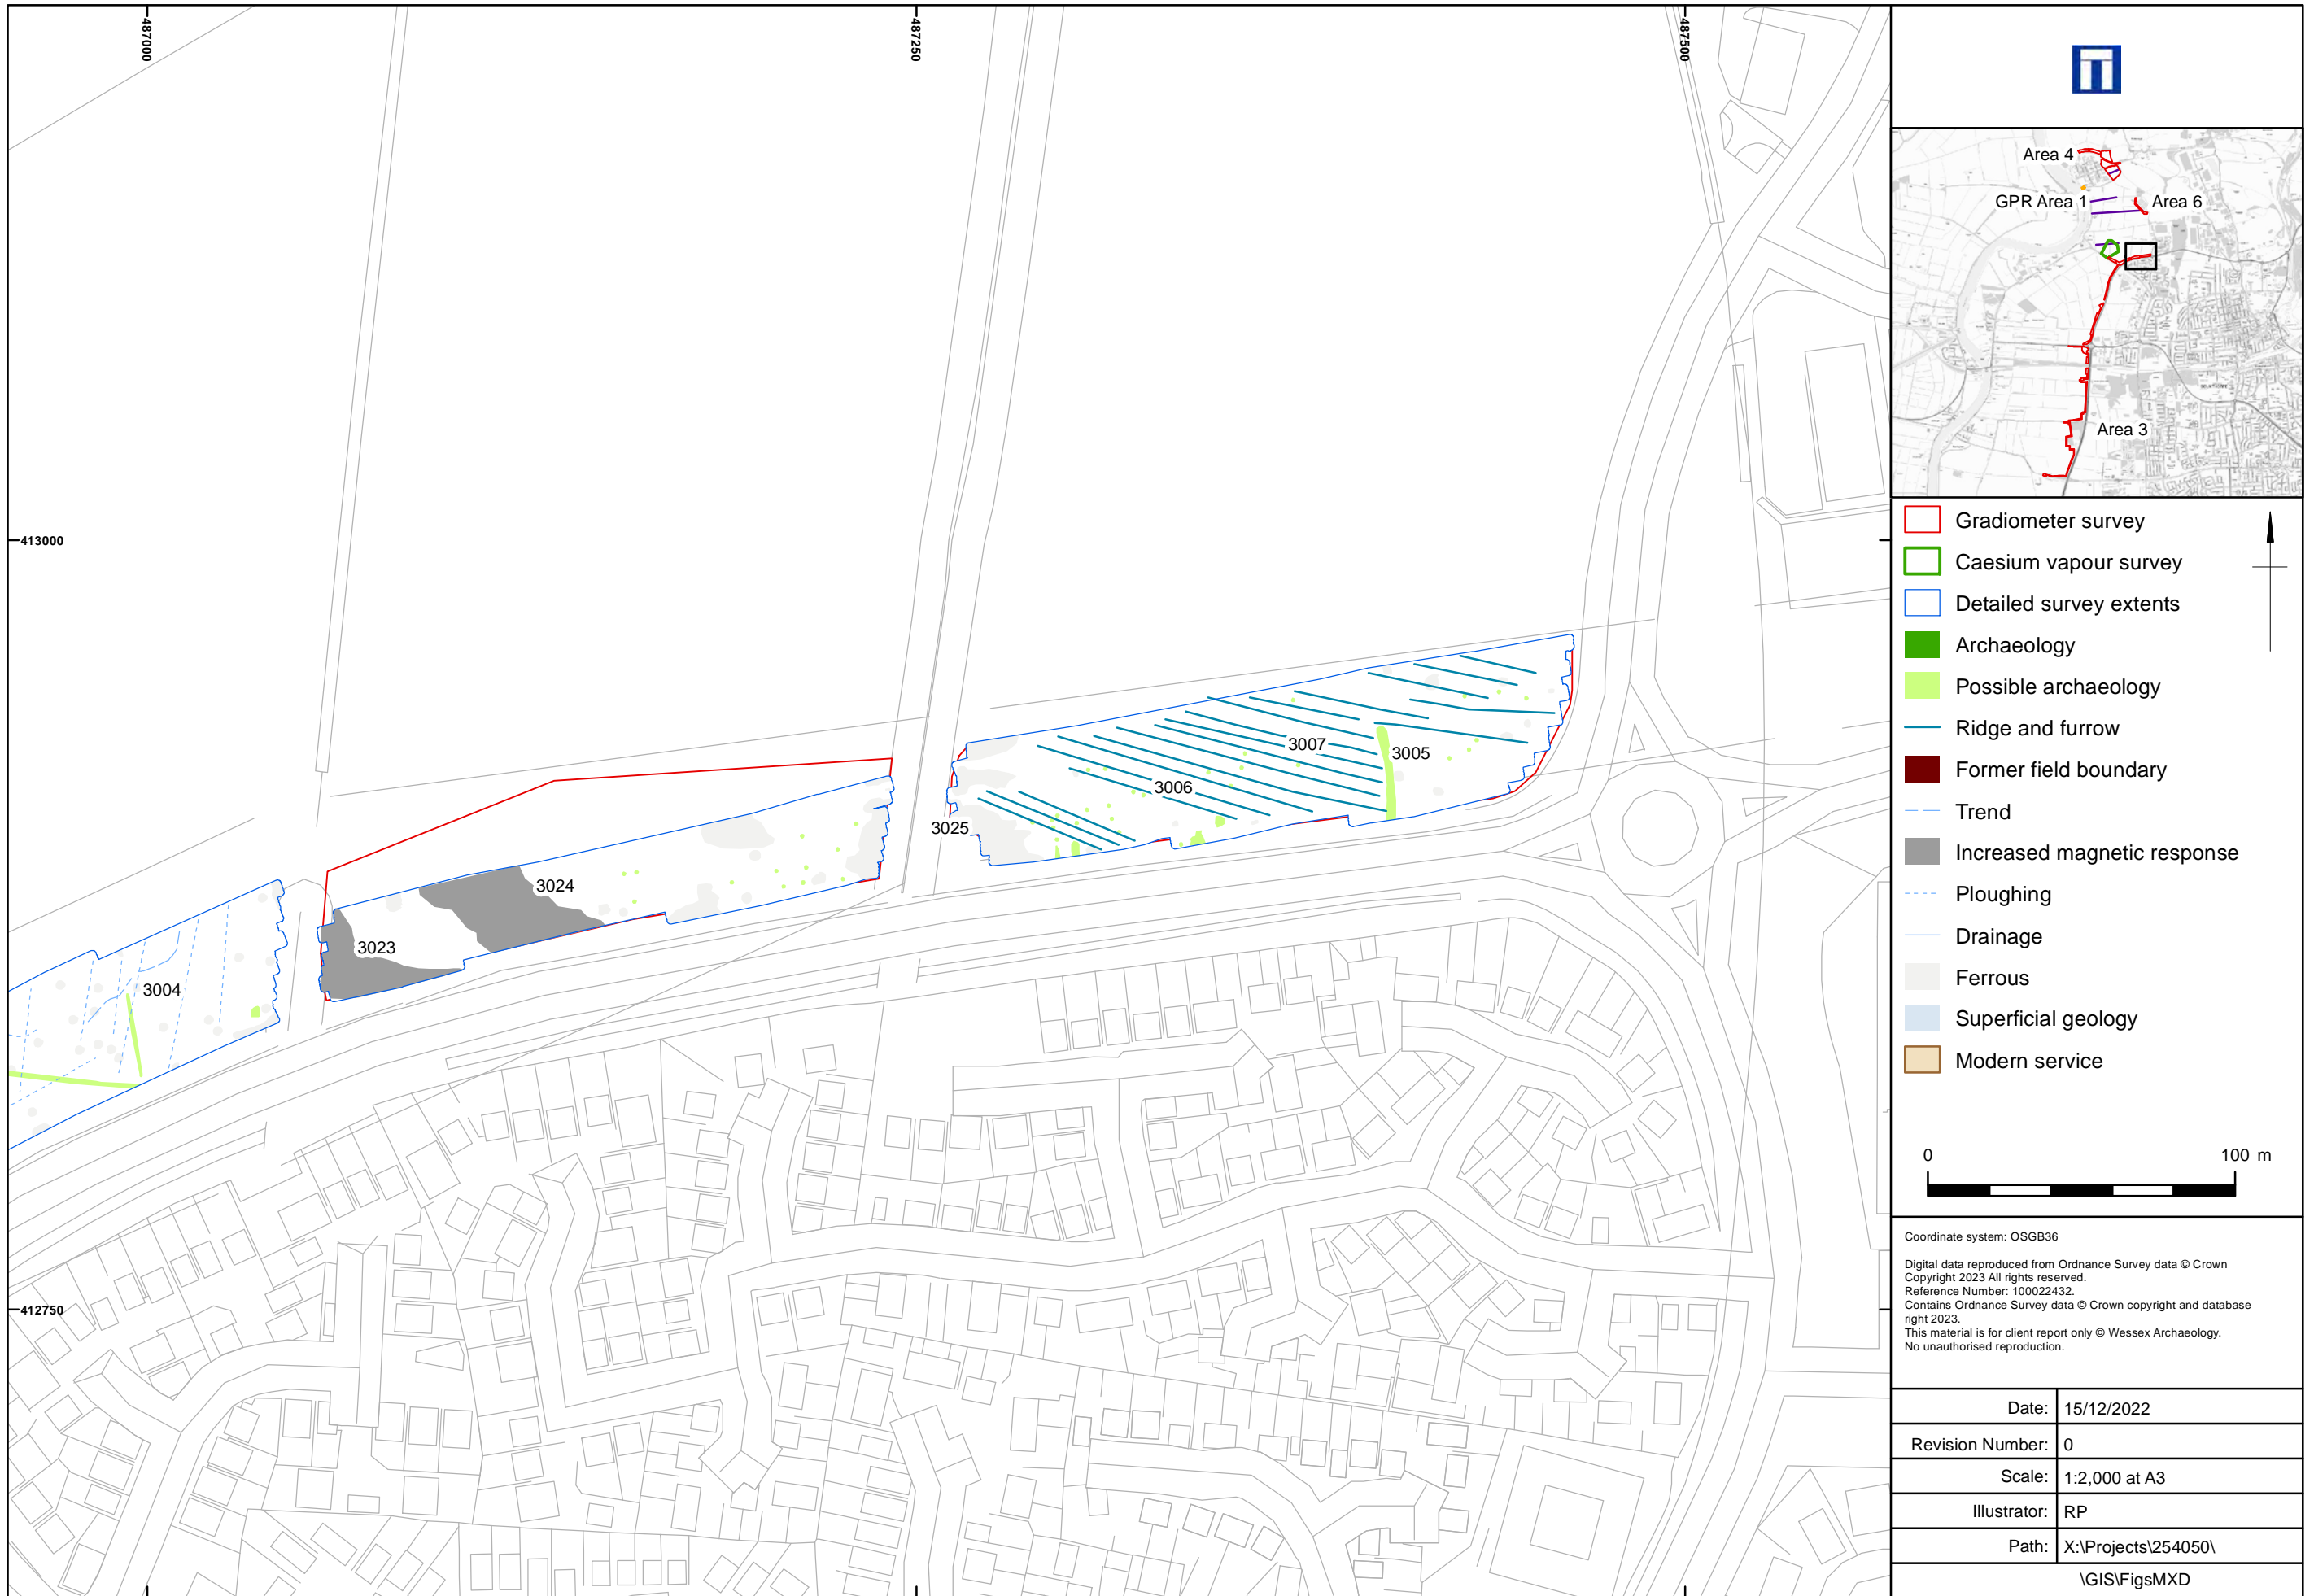 487000
487250
487500
413000
412750
3004
3023
3024
3025
3006
3007
3005
Area 4
GPR Area 1
Area 6
Area 3
Gradiometer survey
Caesium vapour survey
Detailed survey extents
Archaeology
Possible archaeology
Ridge and furrow
Former field boundary
Trend
Increased magnetic response
Ploughing
Drainage
Ferrous
Superficial geology
Modern service
0 100 m
Coordinate system: OSGB36
Digital data reproduced from Ordnance Survey data © Crown
Copyright 2023 All rights reserved.
Reference Number: 100022432.
Contains Ordnance Survey data © Crown copyright and database
right 2023.
This material is for client report only © Wessex Archaeology.
No unauthorised reproduction.
Date: 15/12/2022
Revision Number: 0
Scale: 1:2,000 at A3
Illustrator: RP
Path: X:\Projects\254050\
\GIS\FigsMXD